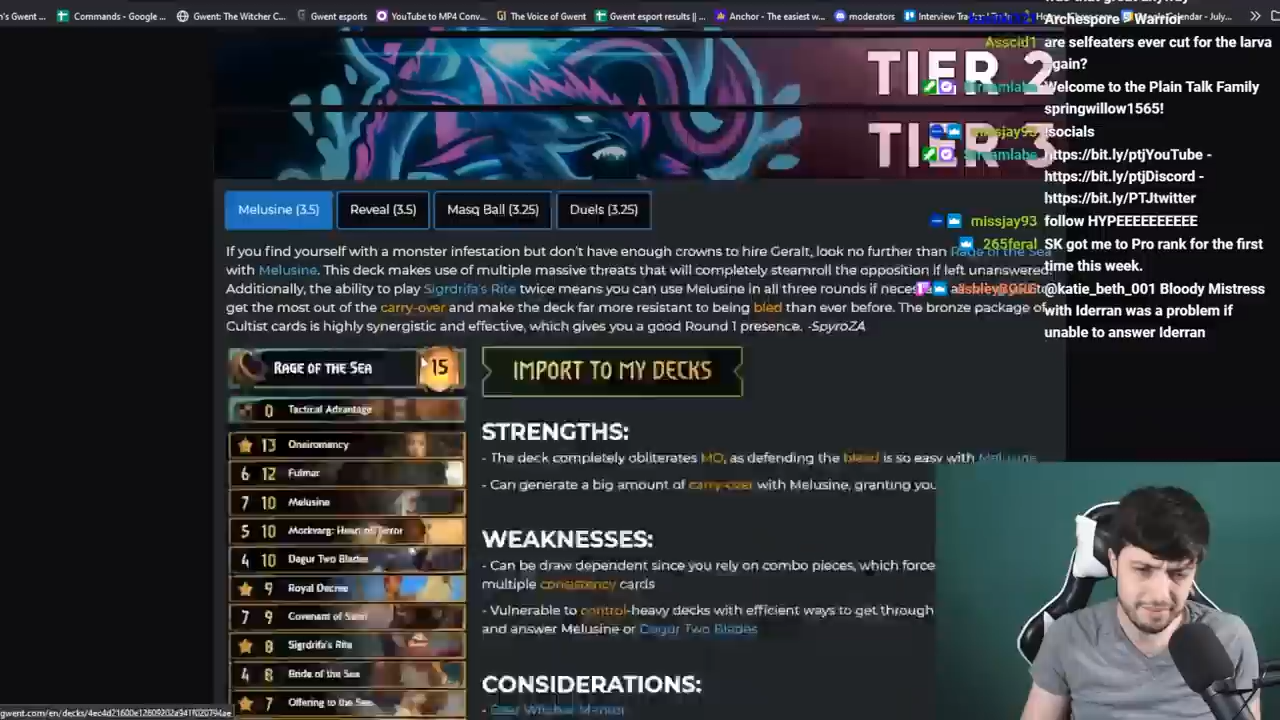 n's Gwent - C...
Commands - Google ...
Gwent: The Witcher C...
Gwent esports
YouTube to MP4 Conv...
The Voice of Gwent
Gwent esport results || ...
Anchor - The easiest w...
moderators
TIER 2
TIER 3
Melusine (3.5)
Reveal (3.5)
Masq Ball (3.25)
Duels (3.25)
If you find yourself with a monster infestation but don't have enough crowns to hire Geralt, look no further than Rage of the Sea
with Melusine. This deck makes use of multiple massive threats that will completely steamroll the opposition if left unanswered.
Additionally, the ability to play Sigrdrifa's Rite twice means you can use Melusine in all three rounds if
get the most out of the carry-over and make the deck far more resistant to being bled than ever before. The bronze package of
Cultist cards is highly synergistic and effective, which gives you a good Round 1 presence. -SpyroZA
RAGE OF THE SEA 15
0 Tactical Advantage
13 Oneiromancy
6 12 Fulmar
7 10 Melusine
5 10 Morkvarg: Heart of Terror
4 10 Dagur Two Blades
9 Royal Decree
7 9 Covenant of Steel
8 Sigrdrifa's Rite
4 8 Bride of the Sea
7 Offering to the Sea
IMPORT TO MY DECKS
STRENGTHS:
- The deck completely obliterates MO, as defending the bleed is so easy with Melusine
- Can generate a big amount of carry-over with Melusine, granting you
WEAKNESSES:
- Can be draw dependent since you rely on combo pieces, which force
multiple consistency cards
- Vulnerable to control-heavy decks with efficient ways to get through
and answer Melusine or Dagur Two Blades
CONSIDERATIONS:
Archespore > Warrior
Asscid1 are selfeaters ever cut for the larva
again?
Streamlabs Welcome to the Plain Talk Family
springwillow1565!
missjay93 !socials
Streamlabs https://bit.ly/ptjYouTube -
https://bit.ly/ptjDiscord -
https://bit.ly/PTJtwitter
missjay93 follow HYPEEEEEEEEE
265feral SK got me to Pro rank for the first
time this week.
@katie_beth_001 Bloody Mistress
with Iderran was a problem if
unable to answer Iderran